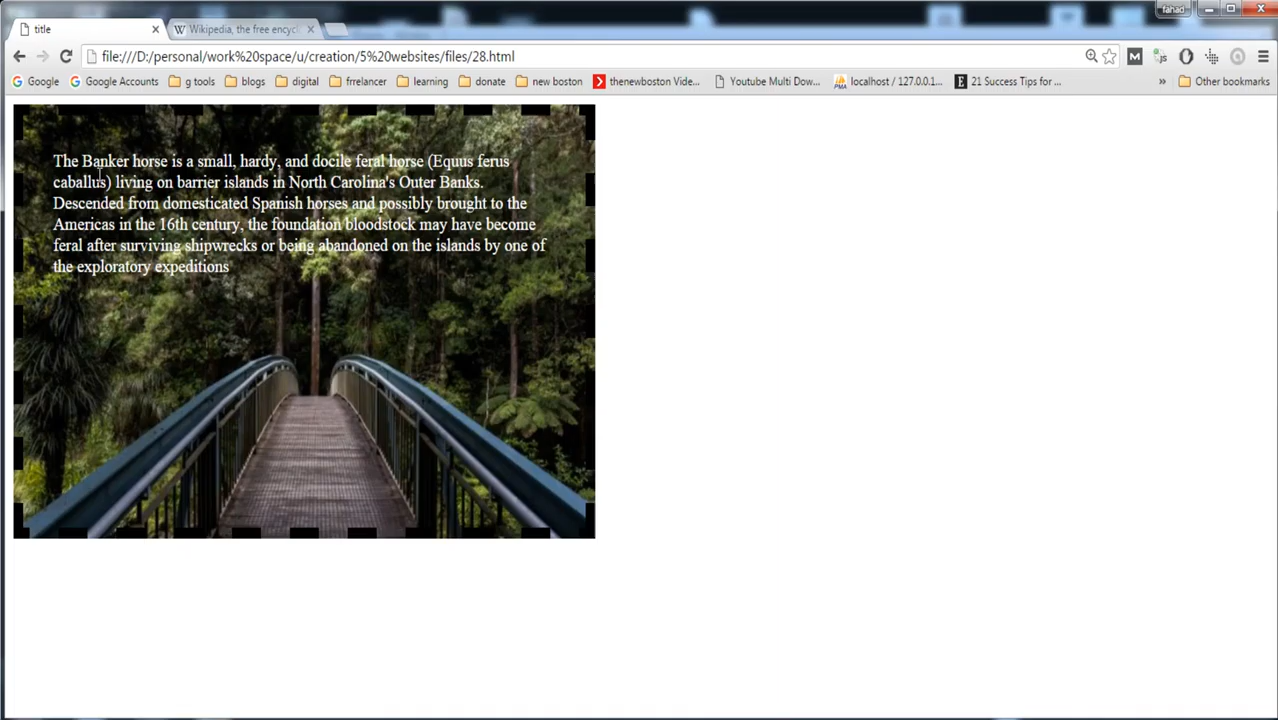 fahad
title
Wikipedia, the free encycl
file:///D:/personal/work%20space/u/creation/5%20websites/files/28.html
Google Google Accounts g tools blogs digital frrelancer learning donate new boston thenewboston Vide... Youtube Multi Dow... localhost / 127.0.0.1... 21 Success Tips for ... » Other bookmarks
The Banker horse is a small, hardy, and docile feral horse (Equus ferus
caballus) living on barrier islands in North Carolina's Outer Banks.
Descended from domesticated Spanish horses and possibly brought to the
Americas in the 16th century, the foundation bloodstock may have become
feral after surviving shipwrecks or being abandoned on the islands by one of
the exploratory expeditions